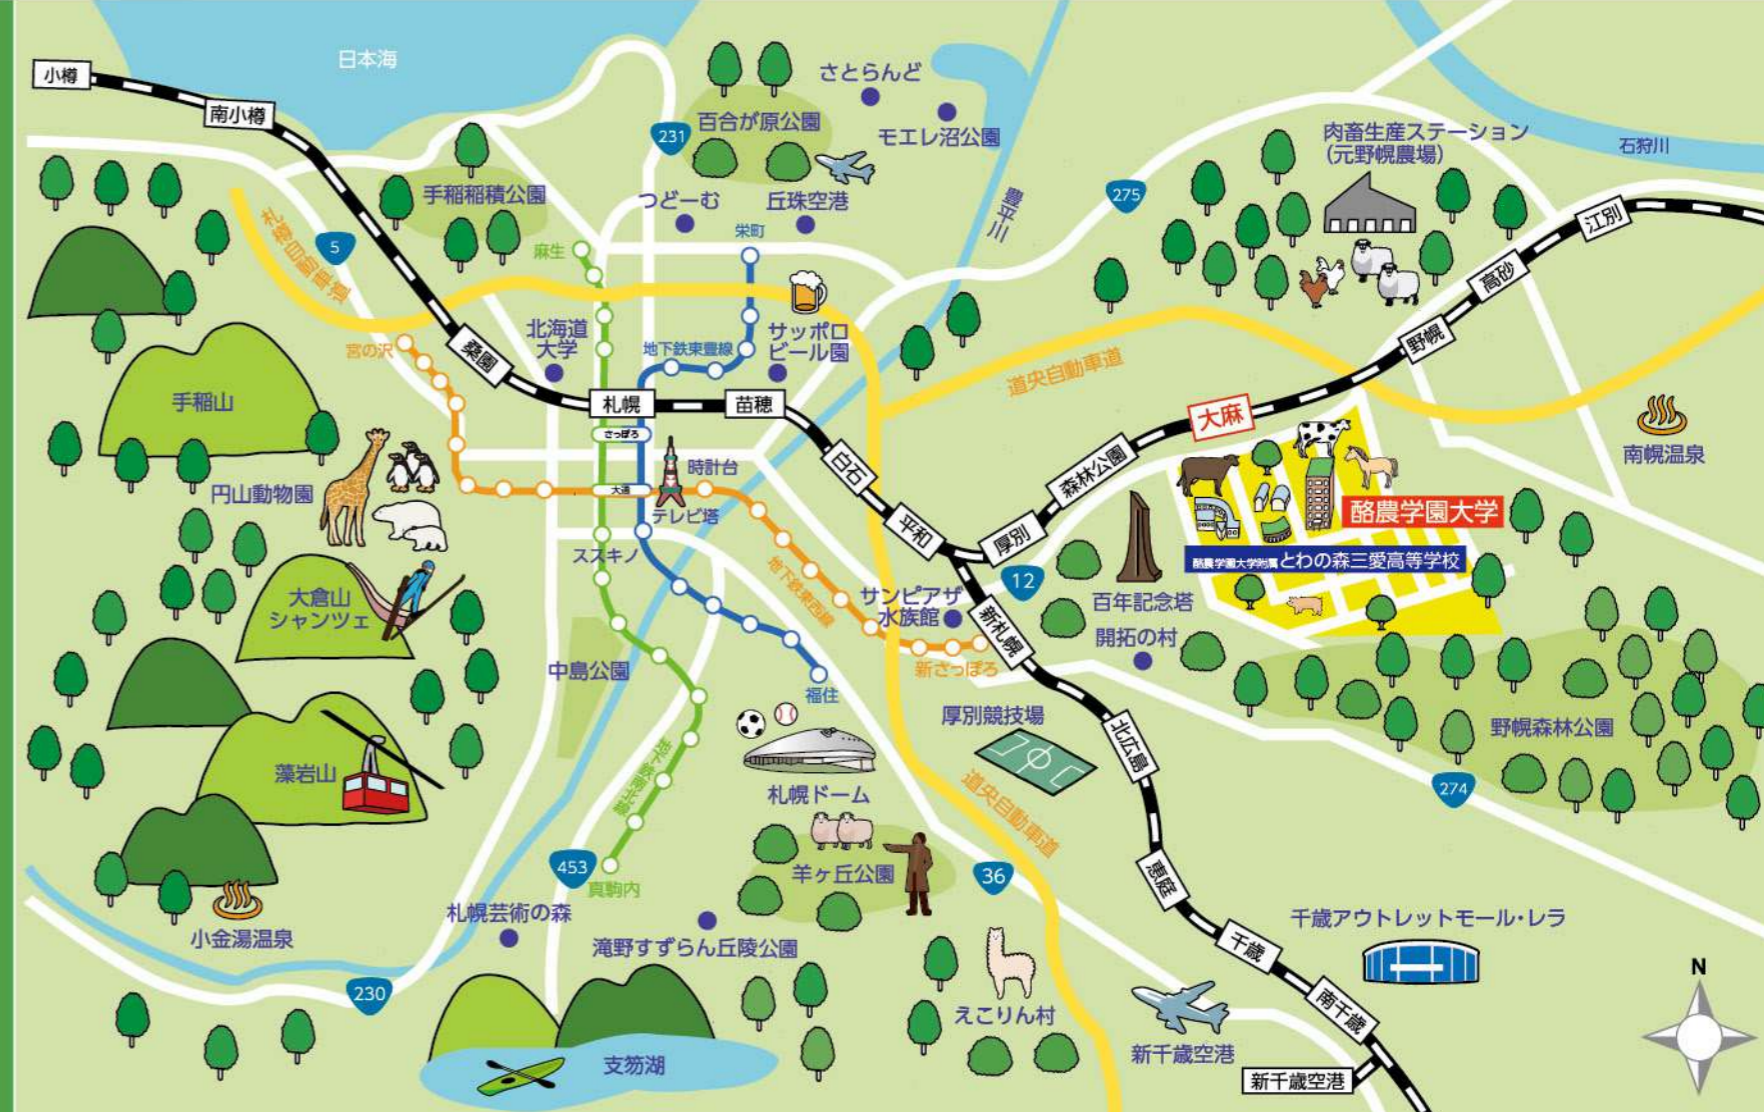 日本海
小樽
南小樽
さとらんど
モエレ沼公園
百合が原公園
231
手稲稲積公園
つどーむ
丘珠空港
豊平川
275
肉畜生産ステーション
(元野幌農場)
石狩川
江別
高砂
野幌
札樽自動車道
5
麻生
栄町
北海道
大学
地下鉄東豊線
サッポロ
ビール園
道央自動車道
宮の沢
桑園
札幌
苗穂
さっぽろ
大麻
手稲山
白石
森林公園
南幌温泉
円山動物園
時計台
大通
テレビ塔
平和
厚別
酪農学園大学
酪農学園大学附属とわの森三愛高等学校
ススキノ
地下鉄東西線
サンピアザ
水族館
12
百年記念塔
開拓の村
大倉山
シャンツェ
新札幌
新さっぽろ
中島公園
福住
厚別競技場
北広島
野幌森林公園
274
藻岩山
地下鉄南北線
札幌ドーム
道央自動車道
453
真駒内
羊ヶ丘公園
36
恵庭
小金湯温泉
札幌芸術の森
滝野すずらん丘陵公園
千歳
千歳アウトレットモール・レラ
230
えこりん村
南千歳
N
支笏湖
新千歳空港
新千歳空港